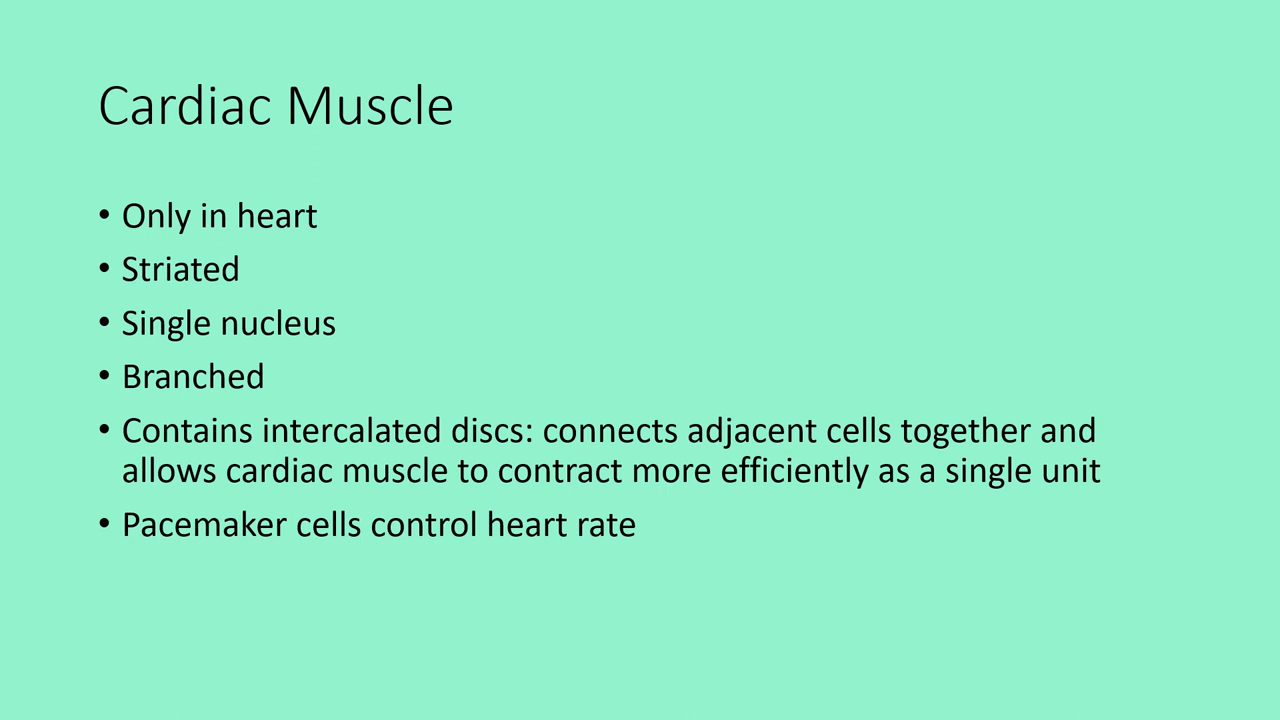 Cardiac Muscle
• Only in heart
• Striated
• Single nucleus
• Branched
• Contains intercalated discs: connects adjacent cells together and
allows cardiac muscle to contract more efficiently as a single unit
• Pacemaker cells control heart rate